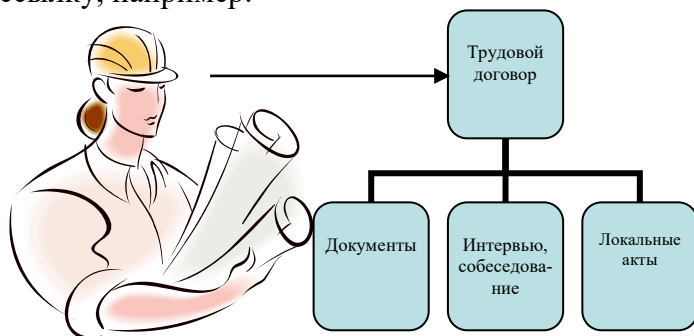 например:
Трудовой
договор
Документы
Интервью,
собеседова-
ние
Локальные
акты